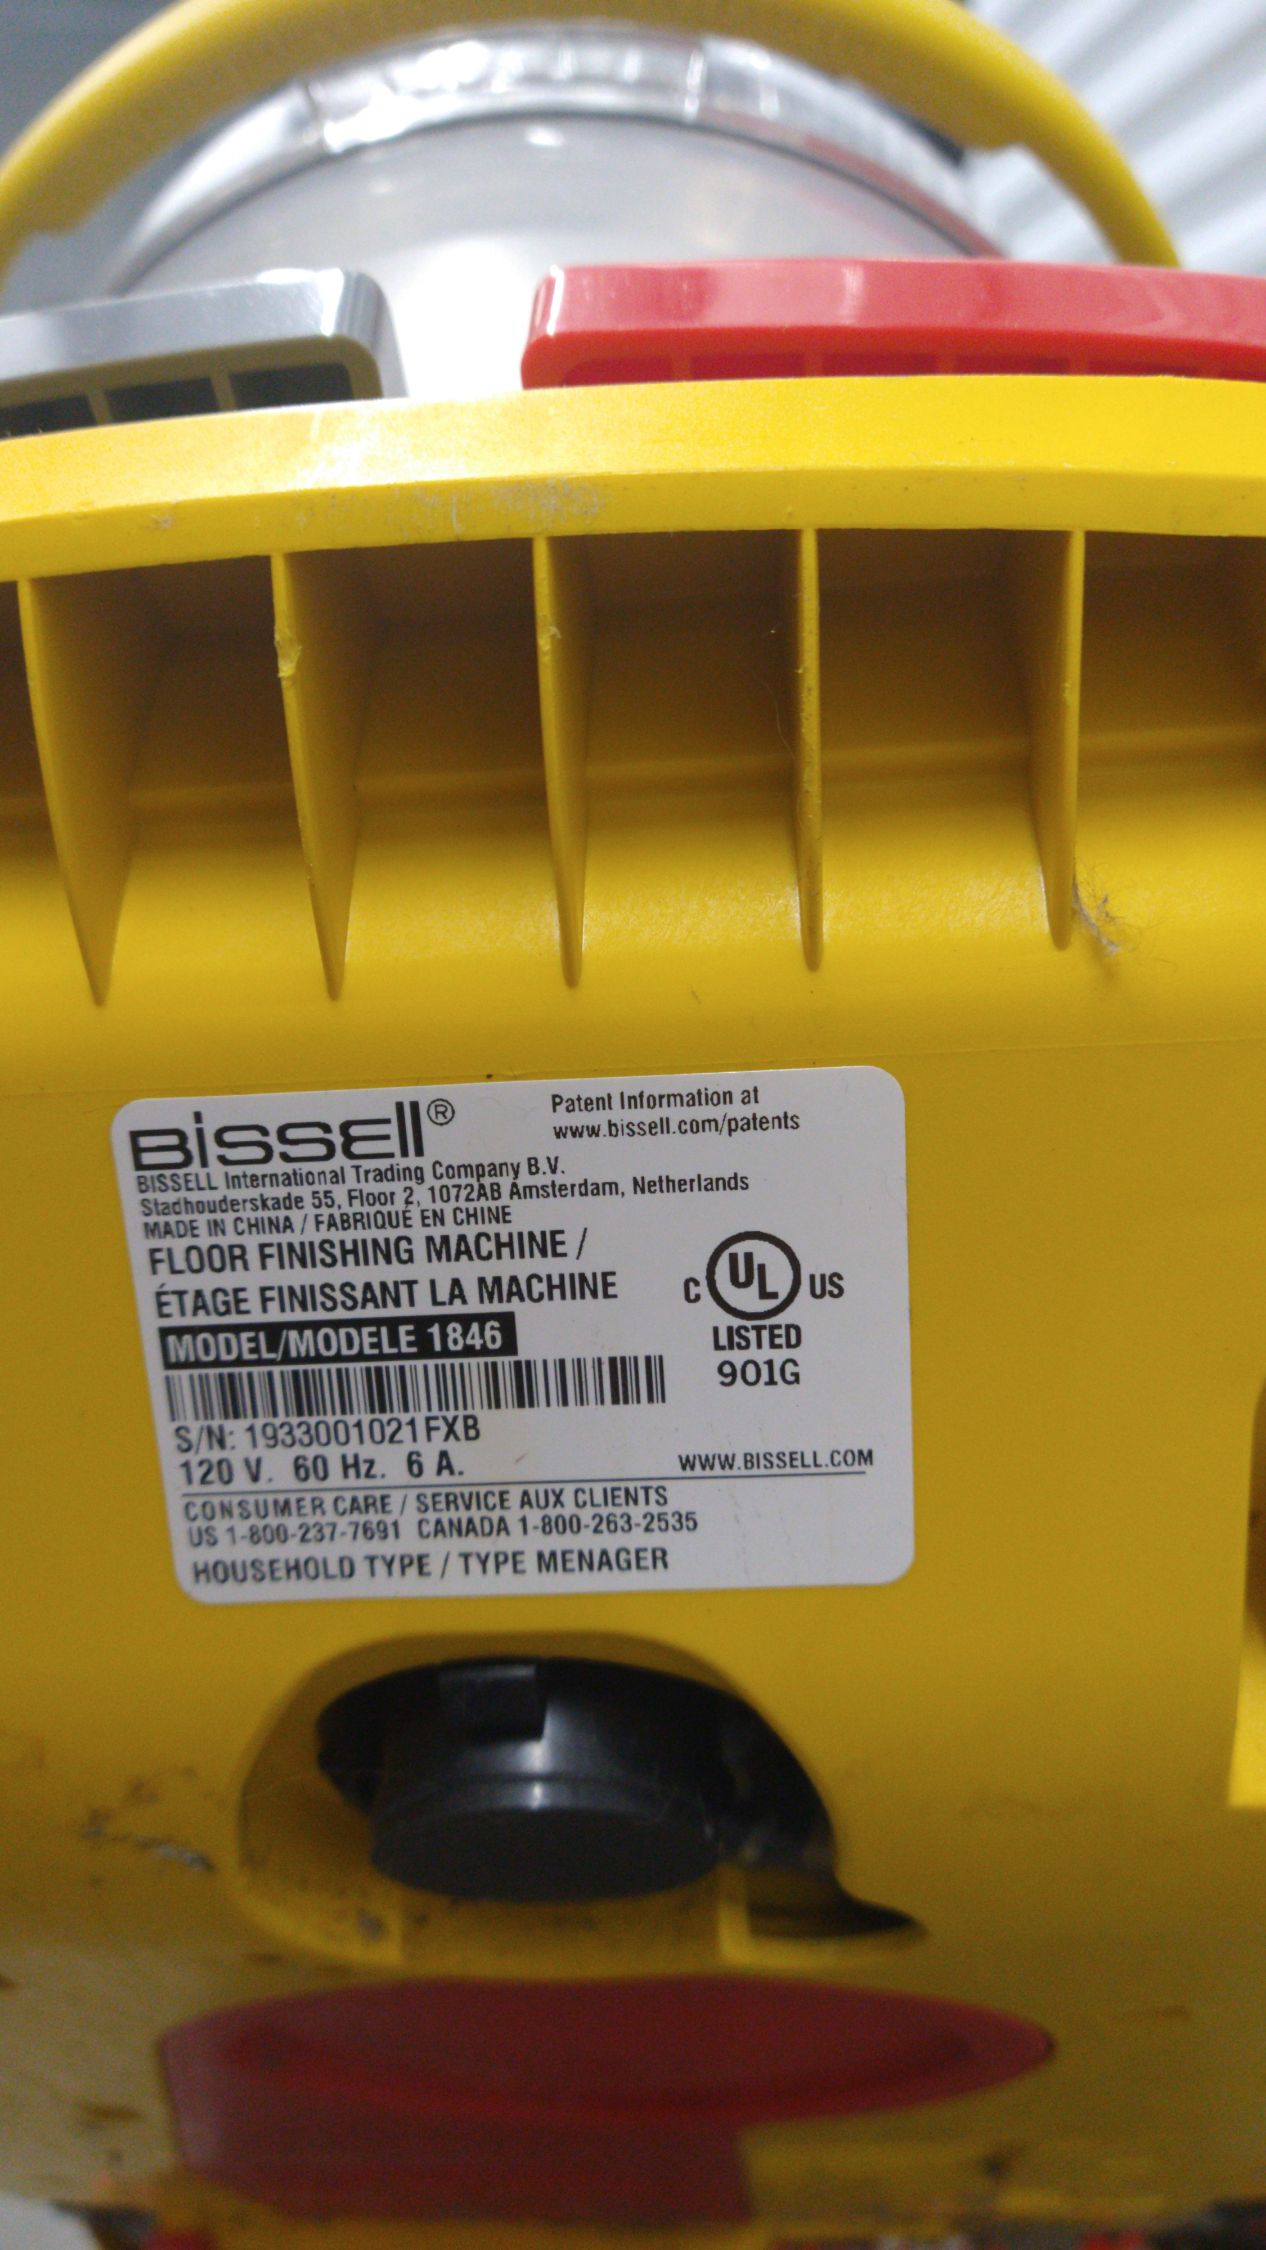 BISSELL®
Patent Information at
www.bissell.com/patents
BISSELL International Trading Company B.V.
Stadhouderskade 55, Floor 2, 1072AB Amsterdam, Netherlands
MADE IN CHINA / FABRIQUÉ EN CHINE
FLOOR FINISHING MACHINE /
ÉTAGE FINISSANT LA MACHINE
MODEL/MODELE 1846
C UL US
LISTED
901G
S/N: 1933001021FXB
120 V. 60 Hz. 6 A.
WWW.BISSELL.COM
CONSUMER CARE / SERVICE AUX CLIENTS
US 1-800-237-7691 CANADA 1-800-263-2535
HOUSEHOLD TYPE / TYPE MENAGER